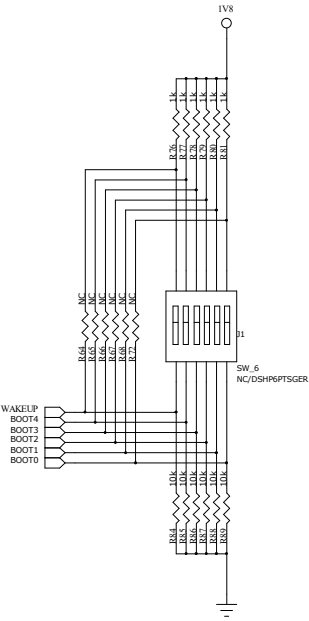 1V8
1k 1k 1k 1k 1k 1k
R76 R77 R78 R79 R80 R81
NC NC NC NC NC NC
R64 R65 R66 R67 R68 R72
J1
SW_6
NC/DSHP6PTSGER
WAKEUP
BOOT4
BOOT3
BOOT2
BOOT1
BOOT0
10k 10k 10k 10k 10k 10k
R84 R85 R86 R87 R88 R89